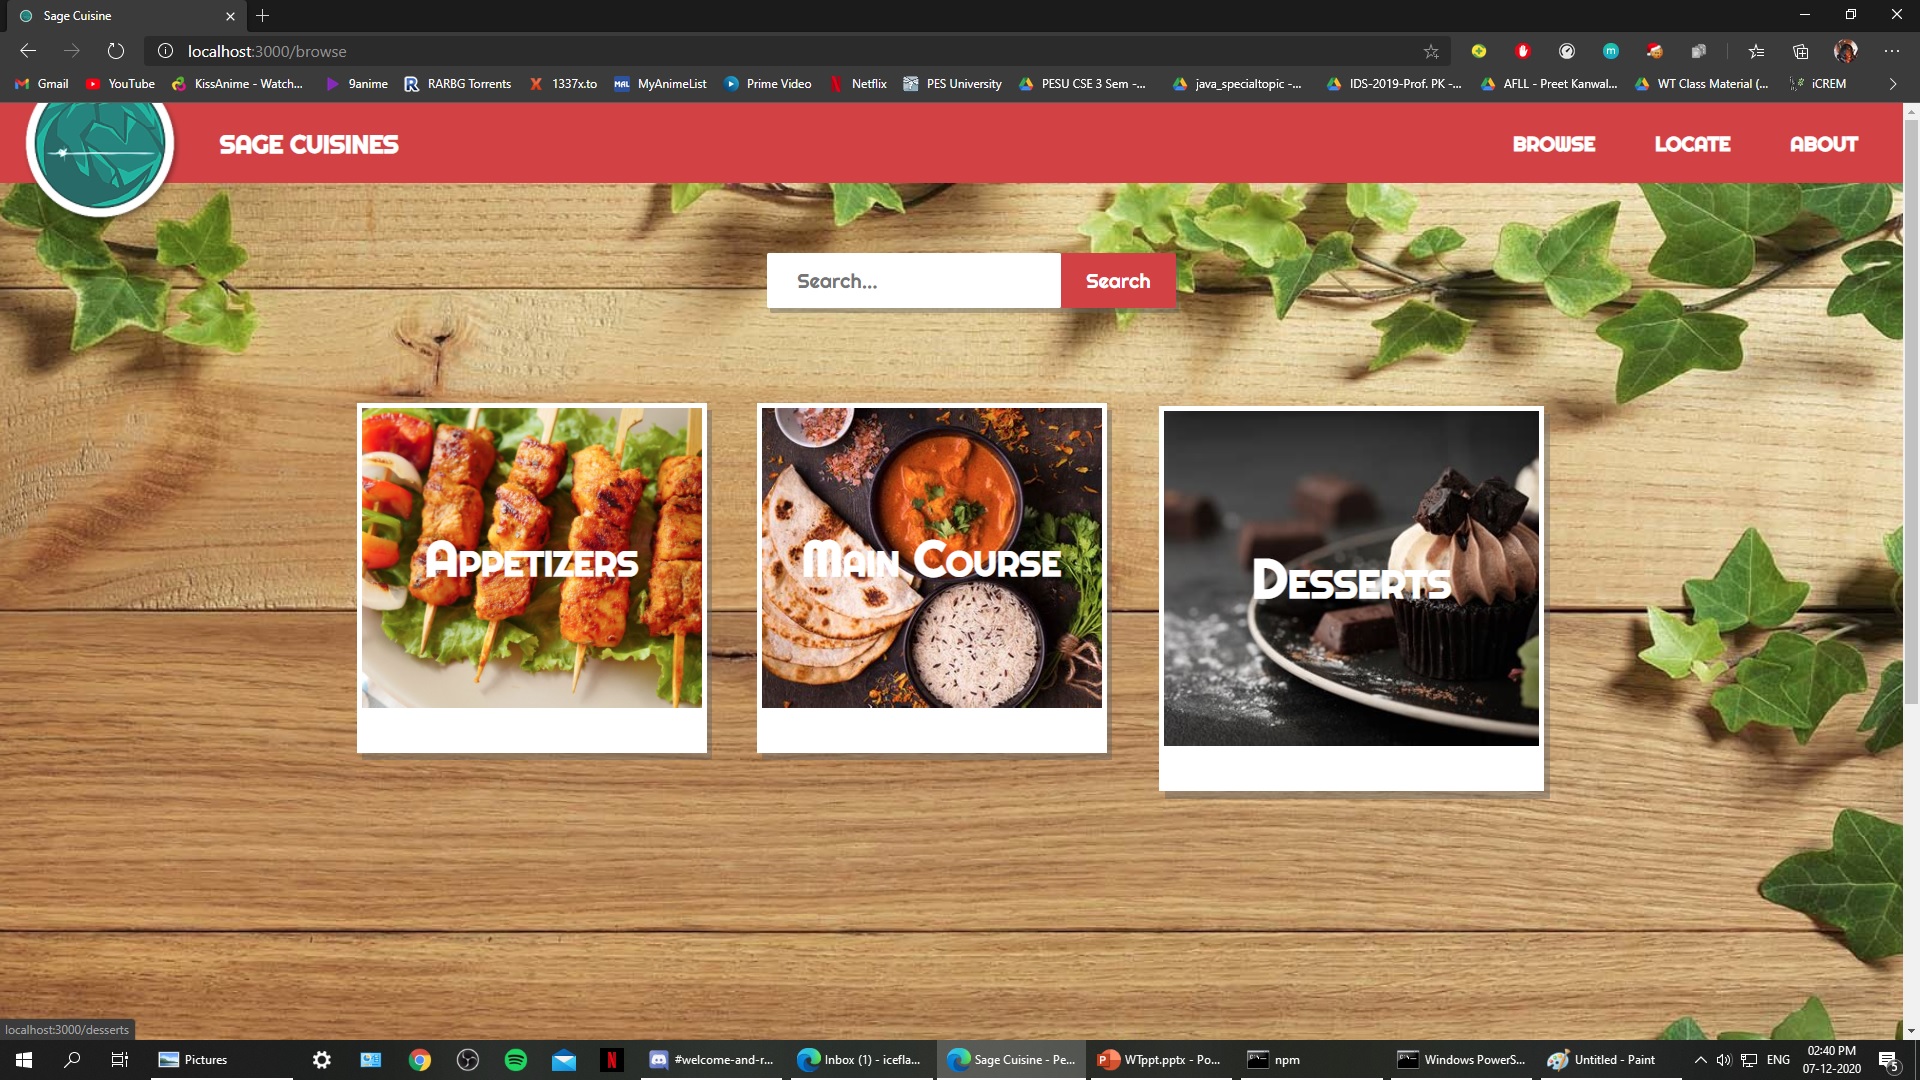 Sage Cuisine
localhost:3000/browse
Gmail
YouTube
KissAnime - Watch...
9anime
RARBG Torrents
1337x.to
MyAnimeList
Prime Video
Netflix
PES University
PESU CSE 3 Sem -...
java_specialtopic -...
IDS-2019-Prof. PK -...
AFLL - Preet Kanwal...
WT Class Material (...
iCREM
SAGE CUISINES
BROWSE
LOCATE
ABOUT
Search...
Search
APPETIZERS
MAIN COURSE
DESSERTS
localhost:3000/desserts
Pictures
#welcome-and-r...
Inbox (1) - icefla...
Sage Cuisine - Pe...
WTppt.pptx - Po...
npm
Windows PowerS...
Untitled - Paint
ENG
02:40 PM
07-12-2020
5